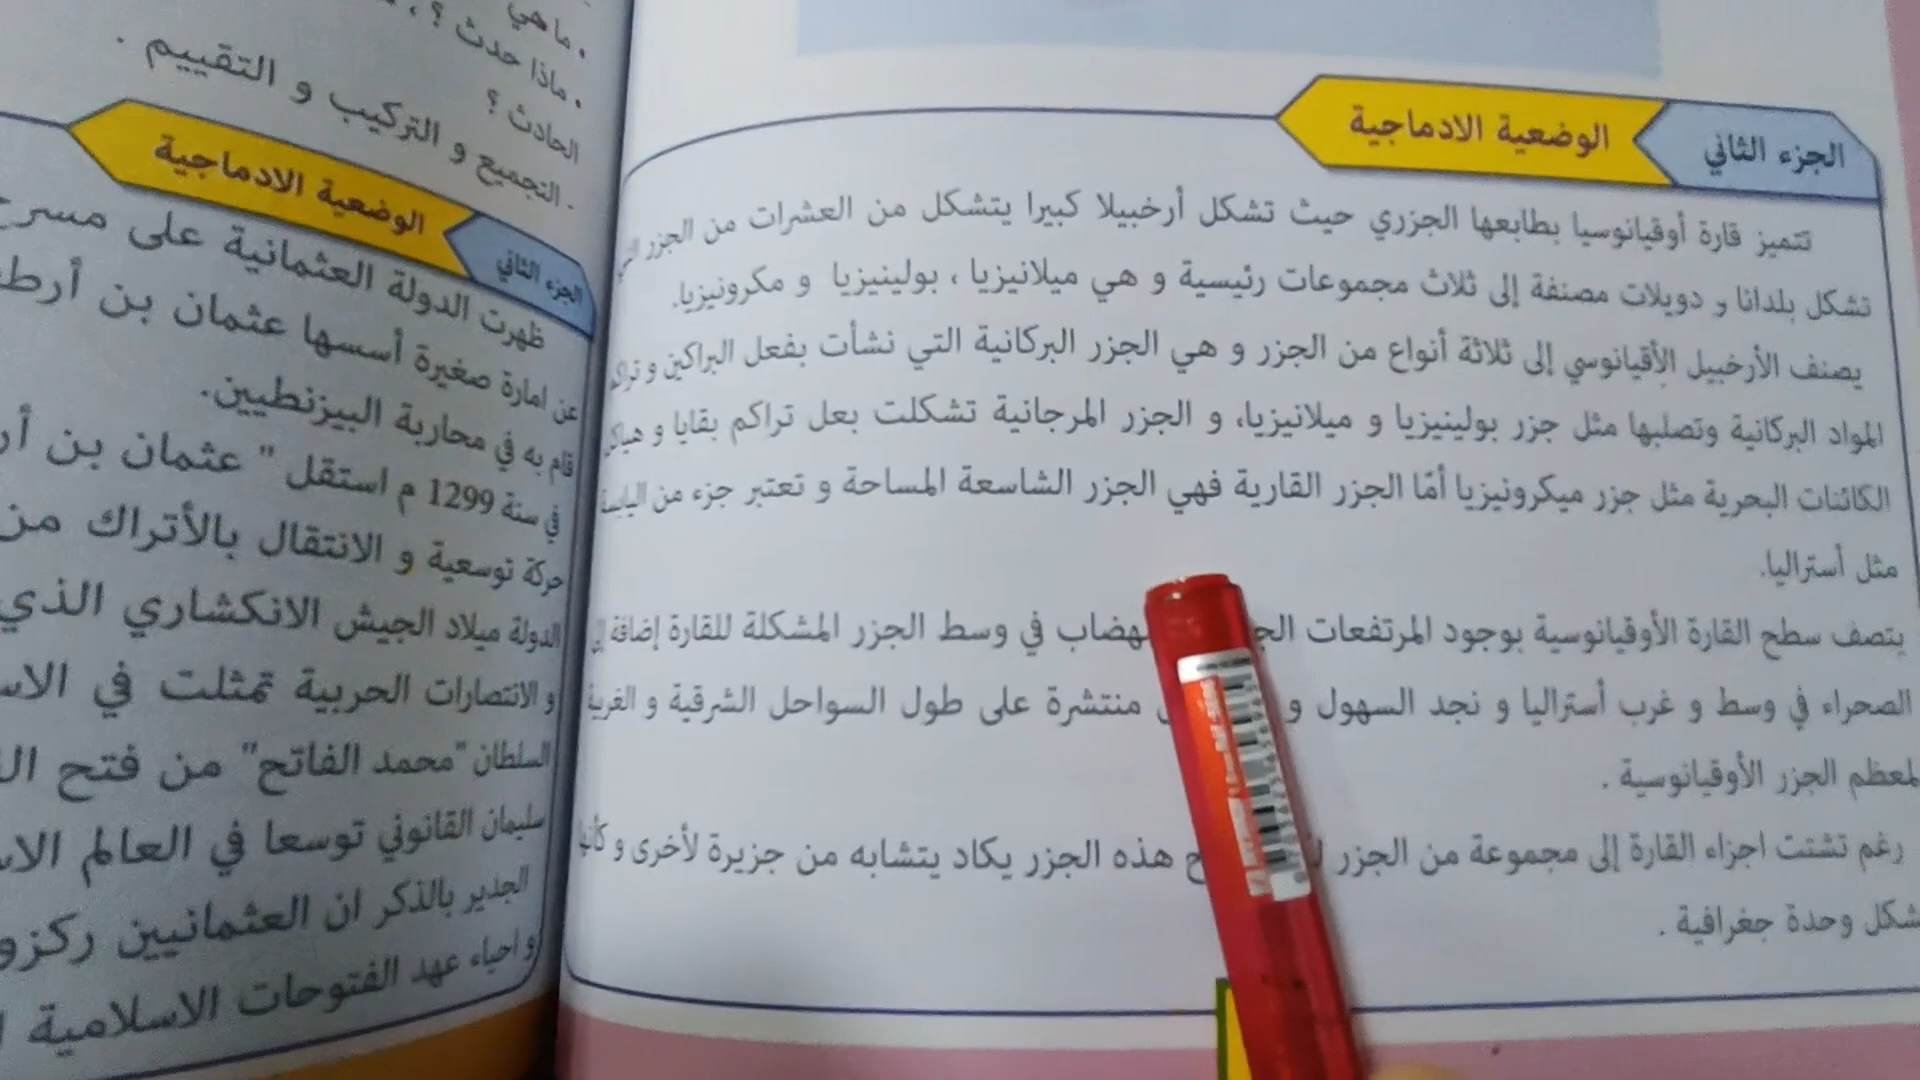 الجزء الثاني
الوضعية الادماجية
تتميز قارة أوقيانوسيا بطابعها الجزري حيث تشكل أرخبيلا كبيرا يتشكل من العشرات من الجزر التي
تشكل بلدانا و دويلات مصنفة إلى ثلاث مجموعات رئيسية و هي ميلانيزيا ، بولينيزيا و مكرونيزيا.
يصنف الأرخبيل الأقيانوسي إلى ثلاثة أنواع من الجزر و هي الجزر البركانية التي نشأت بفعل البراكين و تراكم
المواد البركانية وتصلبها مثل جزر بولينيزيا و ميلانيزيا، و الجزر المرجانية تشكلت بعل تراكم بقايا و هياكل
الكائنات البحرية مثل جزر ميكرونيزيا أمّا الجزر القارية فهي الجزر الشاسعة المساحة و تعتبر جزء من اليابسة
مثل أستراليا.
يتصف سطح القارة الأوقيانوسية بوجود المرتفعات في وسط الجزر المشكلة للقارة إضافة إلى
الصحراء في وسط و غرب أستراليا و نجد السهول و منتشرة على طول السواحل الشرقية و الغربية
لمعظم الجزر الأوقيانوسية .
رغم تشتت اجزاء القارة إلى مجموعة من الجزر هذه الجزر يكاد يتشابه من جزيرة لأخرى و كأنها
شكل وحدة جغرافية .
• ما هي
• ماذا حدث ؟ ،
الحادث ؟
- التجميع و التركيب و التقييم .
الجزء الثاني
الوضعية الادماجية
ظهرت الدولة العثمانية على مسرح
عن امارة صغيرة أسسها عثمان بن أرط
قام به في محاربة البيزنطيين.
في سنة 1299 م استقل " عثمان بن أر
حركة توسعية و الانتقال بالأتراك من
الدولة ميلاد الجيش الانكشاري الذي
و الانتصارات الحربية تمثلت في الاس
السلطان "محمد الفاتح" من فتح
سليمان القانوني توسعا في العالم الا
الجدير بالذكر ان العثمانيين ركزو
و احياء عهد الفتوحات الاسلامية